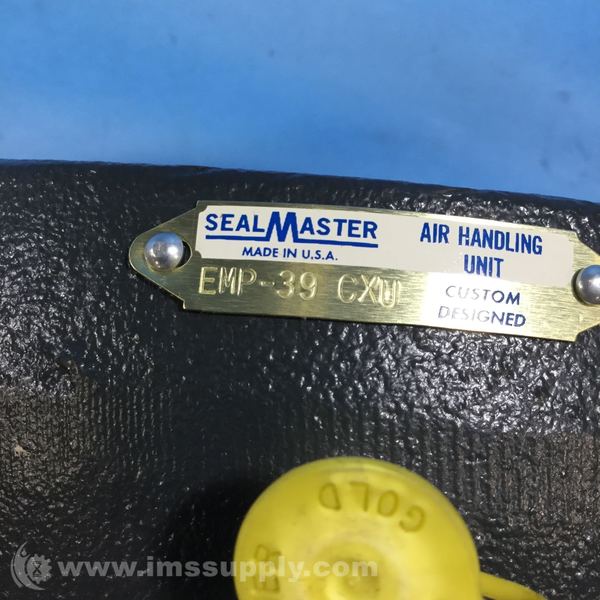 SEALMASTER
MADE IN U.S.A.
AIR HANDLING
UNIT
EMP-39 CXU
CUSTOM
DESIGNED
GOLD
www.imssupply.com